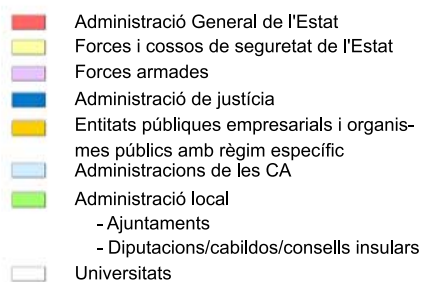 Administració General de l'Estat
Forces i cossos de seguretat de l'Estat
Forces armades
Administració de justícia
Entitats públiques empresarials i organis-
mes públics amb règim específic
Administracions de les CA
Administració local
- Ajuntaments
- Diputacions/cabildos/consells insulars
Universitats